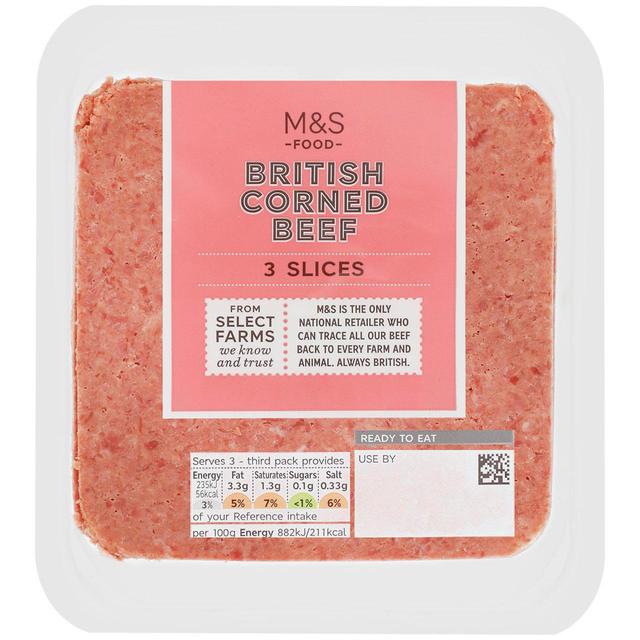 M&S
-FOOD-
BRITISH
CORNED
BEEF
3 SLICES
FROM
SELECT
FARMS
we know
and trust
M&S IS THE ONLY
NATIONAL RETAILER WHO
CAN TRACE ALL OUR BEEF
BACK TO EVERY FARM AND
ANIMAL. ALWAYS BRITISH.
READY TO EAT
USE BY
Serves 3 - third pack provides
Energy Fat Saturates Sugars Salt
235kJ 3.3g 1.3g 0.1g 0.33g
56kcal
3% 5% 7% <1% 6%
of your Reference intake
per 100g Energy 882kJ/211kcal